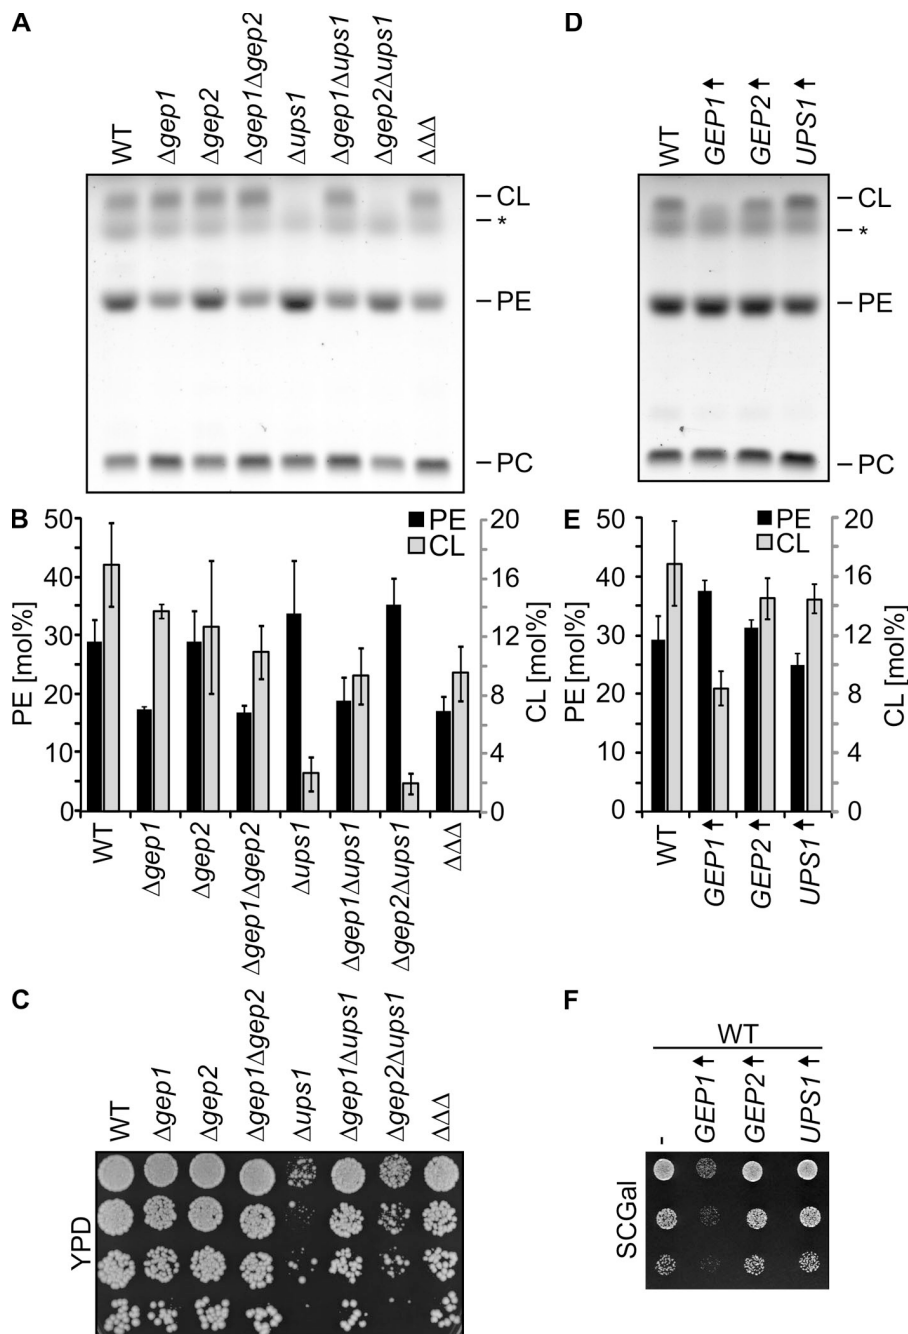 A
WT
Δgep1
Δgep2
Δgep1Δgep2
Δups1
Δgep1Δups1
Δgep2Δups1
ΔΔΔ
CL
*
PE
PC
D
WT
GEP1↑
GEP2↑
UPS1↑
CL
*
PE
PC
B
PE
CL
PE [mol%]
50
40
30
20
10
0
20
16
12
8
4
0
CL [mol%]
WT
Δgep1
Δgep2
Δgep1Δgep2
Δups1
Δgep1Δups1
Δgep2Δups1
ΔΔΔ
E
PE
CL
PE [mol%]
50
40
30
20
10
0
20
16
12
8
4
0
CL [mol%]
WT
GEP1↑
GEP2↑
UPS1↑
C
WT
Δgep1
Δgep2
Δgep1Δgep2
Δups1
Δgep1Δups1
Δgep2Δups1
ΔΔΔ
YPD
F
WT
-
GEP1↑
GEP2↑
UPS1↑
SCGal